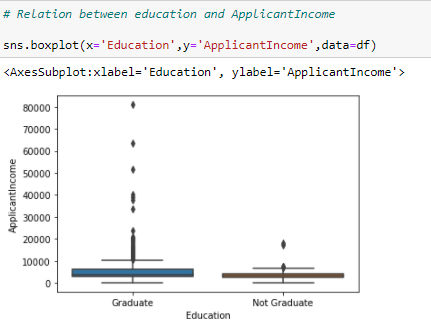 # Relation between education and ApplicantIncome
sns.boxplot(x='Education',y='ApplicantIncome',data=df)
<AxesSubplot:xlabel='Education', ylabel='ApplicantIncome'>
80000
70000
60000
50000
40000
30000
20000
10000
0
ApplicantIncome
Graduate
Not Graduate
Education